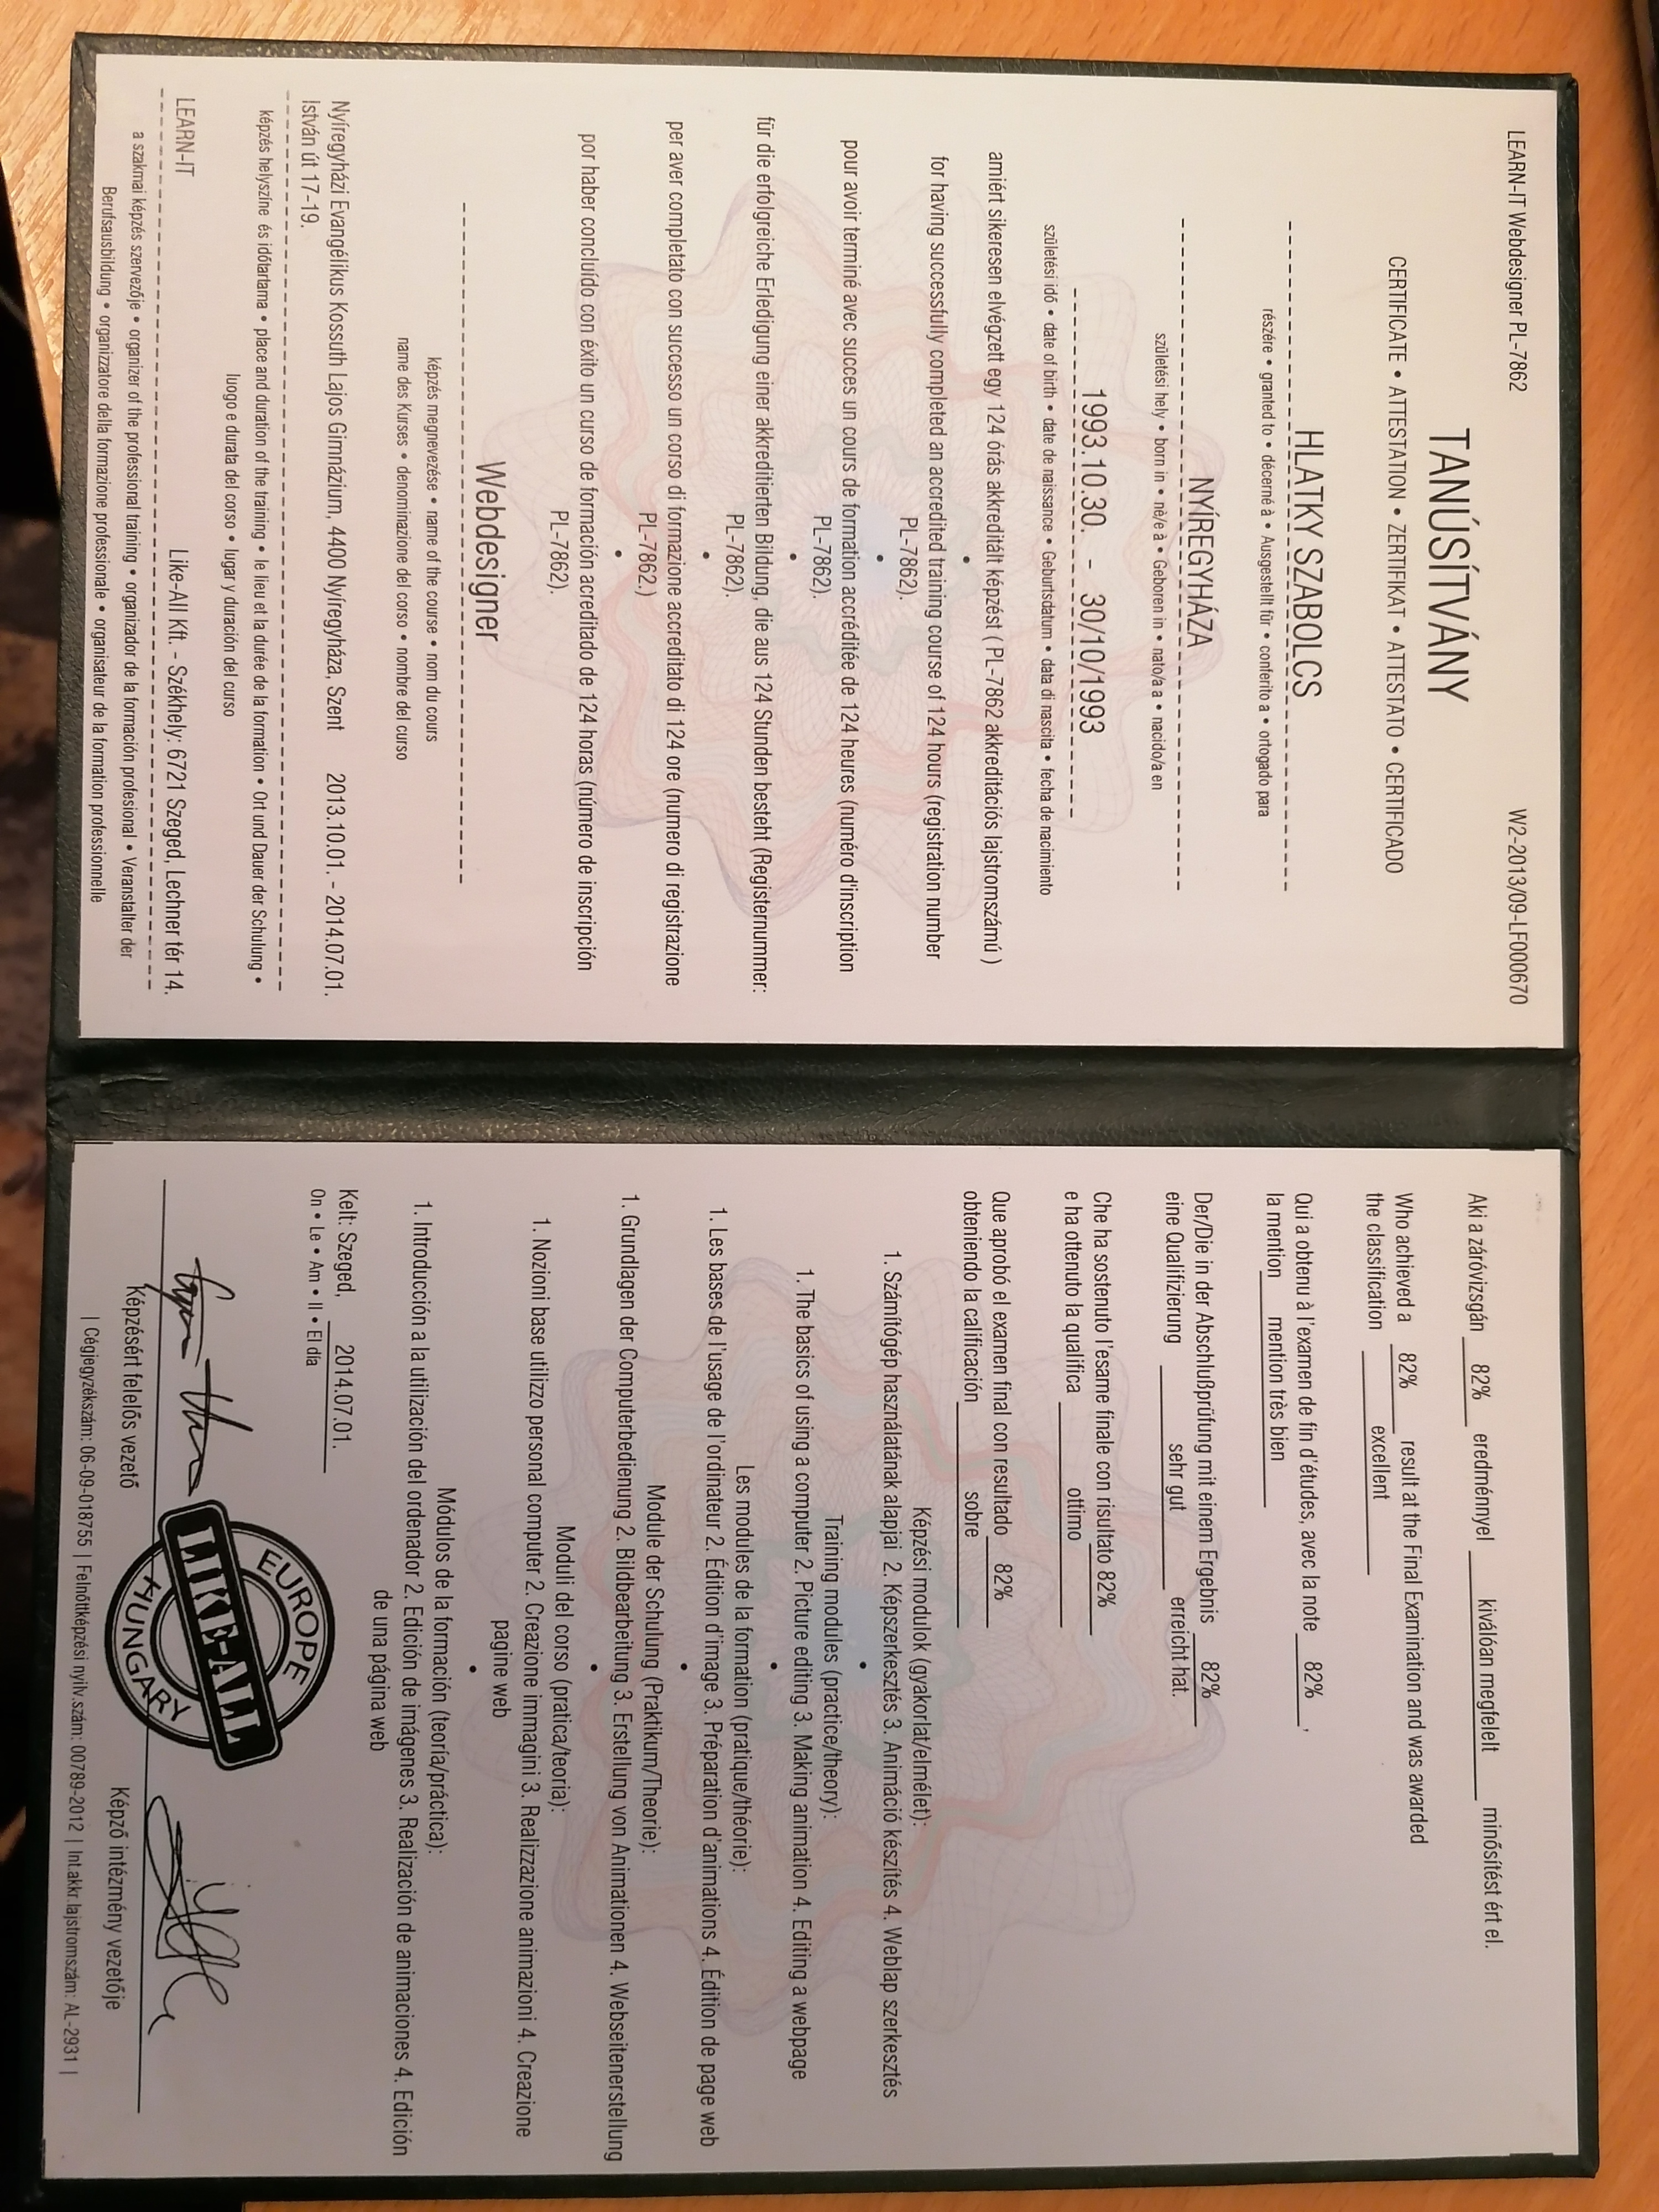 LEARN-IT Webdesigner PL-7862
W2-2013/09-LF000670
TANÚSÍTVÁNY
CERTIFICATE • ATTESTATION • ZERTIFIKAT • ATTESTATO • CERTIFICADO
HLATKY SZABOLCS
részére • granted to • décerné à • Ausgestellt für • conferito a • ortogado para
NYÍREGYHÁZA
születési hely • born in • nè/e à • Geboren in • nato/a a • nacido/a en
1993.10.30. - 30/10/1993
születési idő • date of birth • date de naissance • Geburtsdatum • data di nascita • fecha de nacimiento
amiért sikeresen elvégzett egy 124 órás akkreditált képzést ( PL-7862 akkreditációs lajstromszámú )
•
for having successfully completed an accredited training course of 124 hours (registration number
PL-7862).
•
pour avoir terminé avec succes un cours de formation accréditée de 124 heures (numéro d'inscription
PL-7862).
•
für die erfolgreiche Erledigung einer akkreditierten Bildung, die aus 124 Stunden besteht (Registernummer:
PL-7862).
•
per aver completato con successo un corso di formazione accreditato di 124 ore (numero di registrazione
PL-7862.)
•
por haber concluído con éxito un curso de formación acreditado de 124 horas (número de inscripción
PL-7862).
Webdesigner
képzés megnevezése • name of the course • nom du cours
name des Kurses • denominazione del corso • nombre del curso
Nyíregyházi Evangélikus Kossuth Lajos Gimnázium, 4400 Nyíregyháza, Szent 2013.10.01. - 2014.07.01.
István út 17-19.
képzés helyszíne és időtartama • place and duration of the training • le lieu et la durée de la formation • Ort und Dauer der Schulung •
luogo e durata del corso • lugar y duración del curso
LEARN-IT
Like-All Kft. - Székhely: 6721 Szeged, Lechner tér 14.
a szakmai képzés szervezője • organizer of the professional training • organizador de la formación profesional • Veranstalter der
Berufsausbildung • organizzatore della formazione professionale • organisateur de la formation professionnelle
Aki a záróvizsgán 82% eredménnyel kiválóan megfelelt minősítést ért el.
Who achieved a 82% result at the Final Examination and was awarded
the classification excellent
Qui a obtenu à l'examen de fin d'études, avec la note 82% ,
la mention mention très bien
Der/Die in der Abschlußprüfung mit einem Ergebnis 82%
eine Qualifizierung sehr gut erreicht hat.
Che ha sostenuto l'esame finale con risultato 82%
e ha ottenuto la qualifica ottimo
Que aprobó el examen final con resultado 82%
obteniendo la calificación sobre
Képzési modulok (gyakorlat/elmélet):
1. Számítógép használatának alapjai 2. Képszerkesztés 3. Animáció készítés 4. Weblap szerkesztés
•
Training modules (practice/theory):
1. The basics of using a computer 2. Picture editing 3. Making animation 4. Editing a webpage
•
Les modules de la formation (pratique/théorie):
1. Les bases de l'usage de l'ordinateur 2. Édition d'image 3. Préparation d'animations 4. Édition de page web
•
Module der Schulung (Praktikum/Theorie):
1. Grundlagen der Computerbedienung 2. Bildbearbeitung 3. Erstellung von Animationen 4. Webseitenerstellung
•
Moduli del corso (pratica/teoria):
1. Nozioni base utilizzo personal computer 2. Creazione immagini 3. Realizzazione animazioni 4. Creazione
pagine web
•
Módulos de la formación (teoría/práctica):
1. Introducción a la utilización del ordenador 2. Edición de imágenes 3. Realización de animaciones 4. Edición
de una página web
Kelt: Szeged, 2014.07.01.
On • Le • Am • Il • El día
EUROPE
LIKE-ALL
HUNGARY
Képzésért felelős vezető
Képző intézmény vezetője
| Cégjegyzékszám: 06-09-018755 | Felnőttképzési nyilv.szám: 00789-2012 | Int.akkr.lajstromszám: AL-2931 |